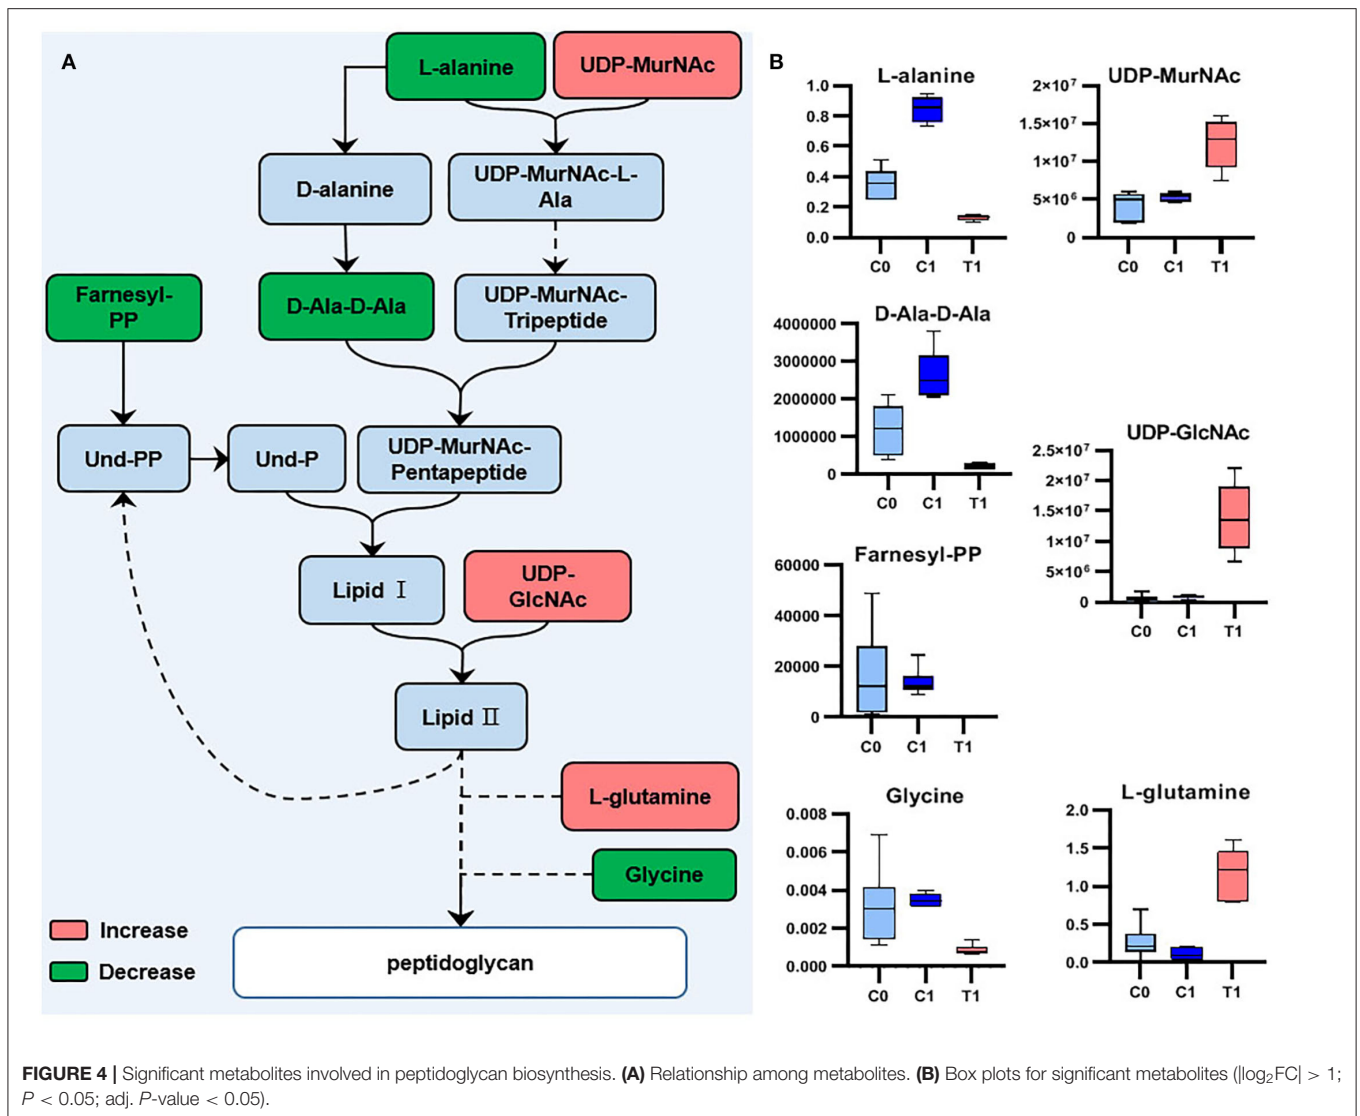 A
L-alanine
UDP-MurNAc
D-alanine
UDP-MurNAc-L-
Ala
Farnesyl-
PP
D-Ala-D-Ala
UDP-MurNAc-
Tripeptide
Und-PP
Und-P
UDP-MurNAc-
Pentapeptide
Lipid Ⅰ
UDP-
GlcNAc
Lipid Ⅱ
L-glutamine
Glycine
Increase
Decrease
peptidoglycan
B
L-alanine
1.0
0.8
0.6
0.4
0.2
0.0
C0 C1 T1
UDP-MurNAc
2×10⁷
1.5×10⁷
1×10⁷
5×10⁶
0
C0 C1 T1
D-Ala-D-Ala
4000000
3000000
2000000
1000000
0
C0 C1 T1
UDP-GlcNAc
2.5×10⁷
2×10⁷
1.5×10⁷
1×10⁷
5×10⁶
0
C0 C1 T1
Farnesyl-PP
60000
40000
20000
0
C0 C1 T1
Glycine
0.008
0.006
0.004
0.002
0.000
C0 C1 T1
L-glutamine
2.0
1.5
1.0
0.5
0.0
C0 C1 T1
FIGURE 4 | Significant metabolites involved in peptidoglycan biosynthesis. (A) Relationship among metabolites. (B) Box plots for significant metabolites (|log₂FC| > 1;
P < 0.05; adj. P-value < 0.05).